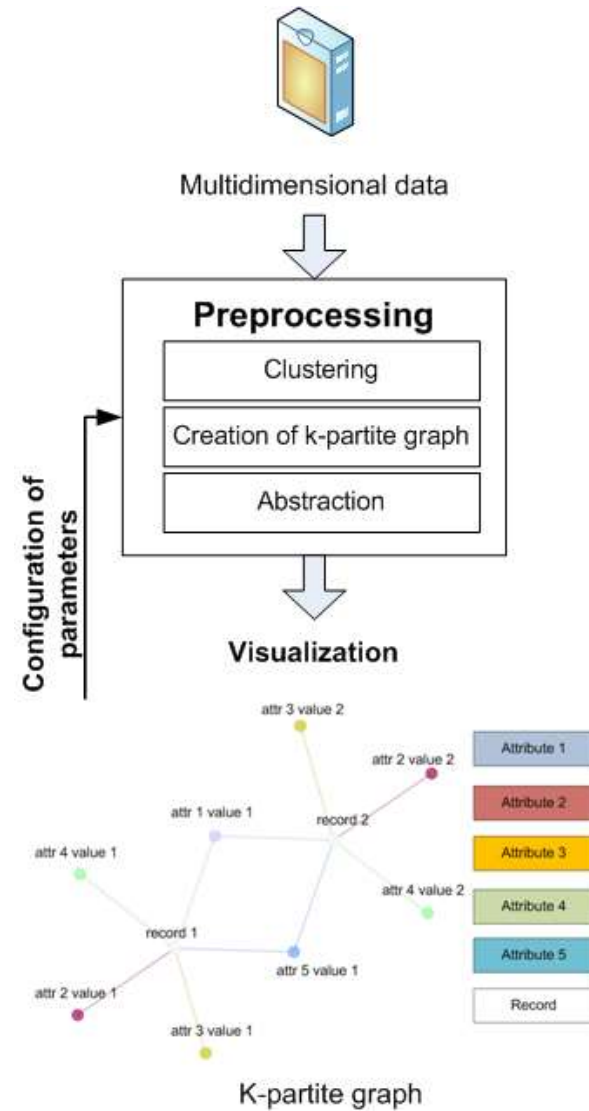 Multidimensional data
Preprocessing
Clustering
Creation of k-partite graph
Abstraction
Configuration of
parameters
Visualization
attr 3 value 2
attr 2 value 2
attr 1 value 1
record 2
attr 4 value 1
attr 4 value 2
record 1
attr 5 value 1
attr 2 value 1
attr 3 value 1
Attribute 1
Attribute 2
Attribute 3
Attribute 4
Attribute 5
Record
K-partite graph